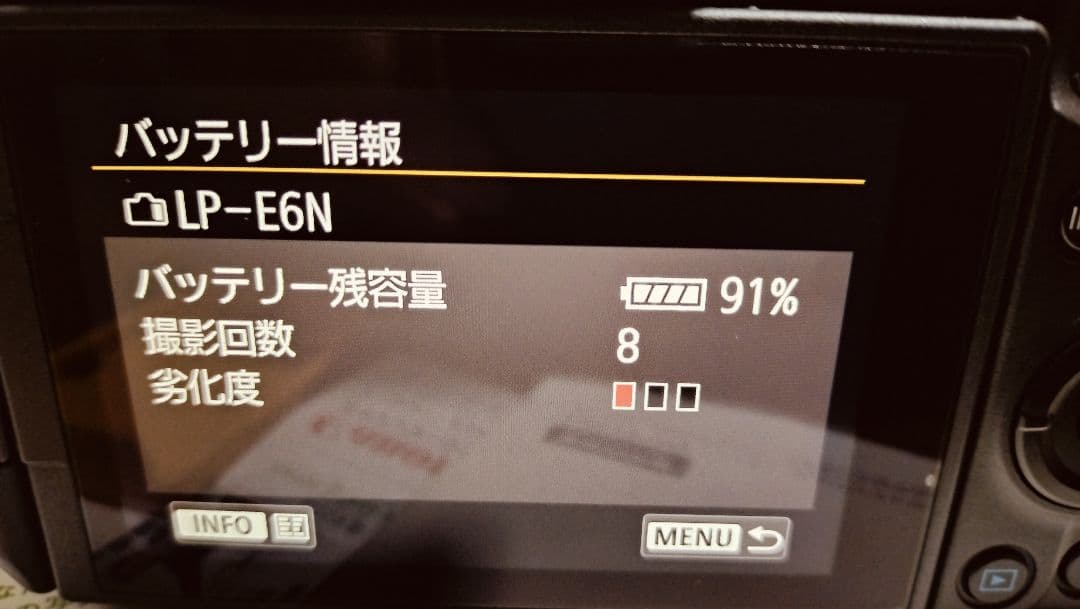 バッテリー情報
LP-E6N
バッテリー残容量 91%
撮影回数 8
劣化度
INFO MENU